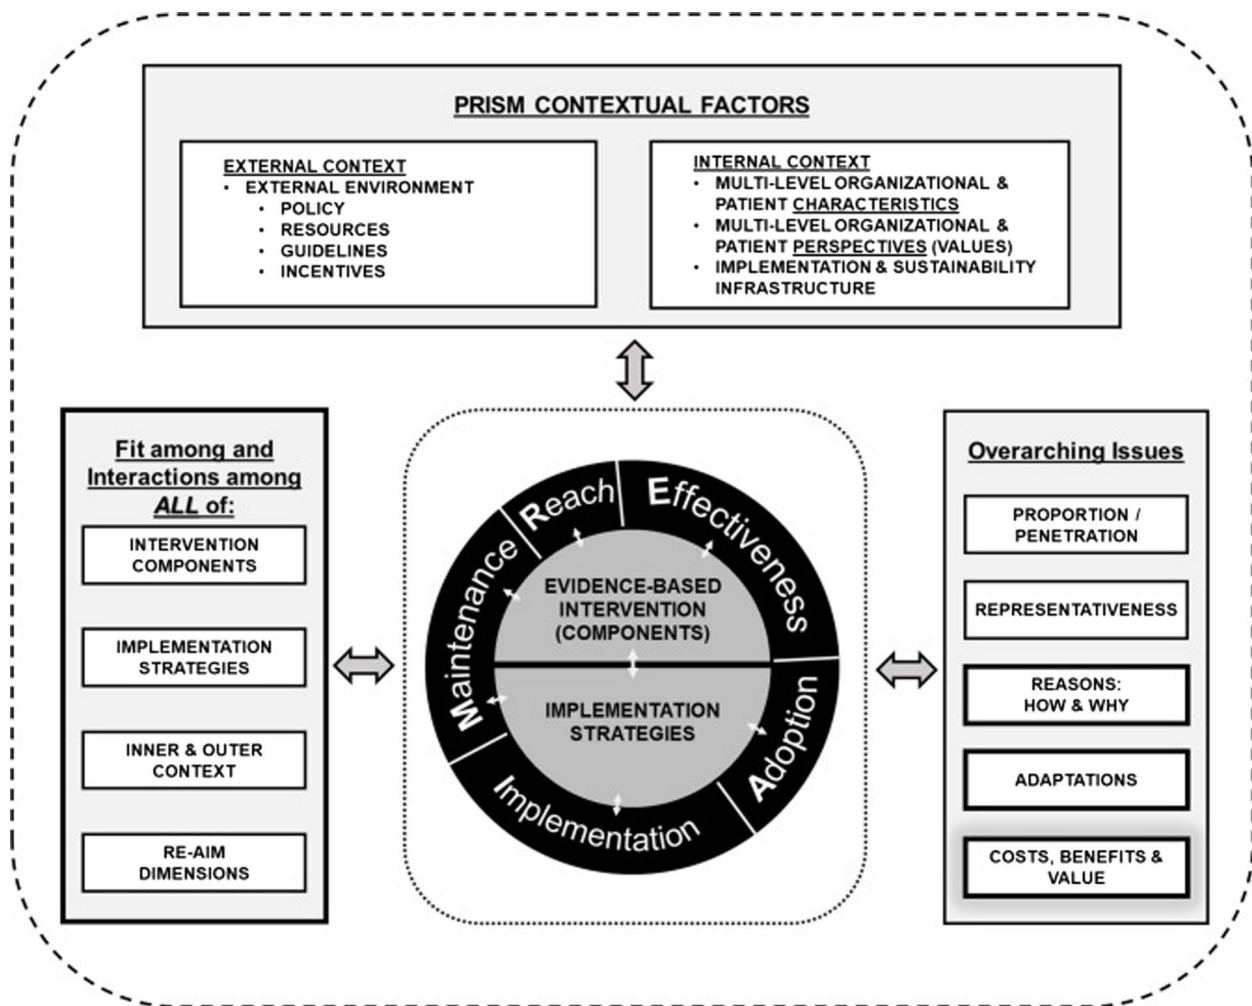 PRISM CONTEXTUAL FACTORS
EXTERNAL CONTEXT
• EXTERNAL ENVIRONMENT
• POLICY
• RESOURCES
• GUIDELINES
• INCENTIVES
INTERNAL CONTEXT
• MULTI-LEVEL ORGANIZATIONAL &
PATIENT CHARACTERISTICS
• MULTI-LEVEL ORGANIZATIONAL &
PATIENT PERSPECTIVES (VALUES)
• IMPLEMENTATION & SUSTAINABILITY
INFRASTRUCTURE
Fit among and
Interactions among
ALL of:
INTERVENTION
COMPONENTS
IMPLEMENTATION
STRATEGIES
INNER & OUTER
CONTEXT
RE-AIM
DIMENSIONS
Reach
Effectiveness
Adoption
Implementation
Maintenance
EVIDENCE-BASED
INTERVENTION
(COMPONENTS)
IMPLEMENTATION
STRATEGIES
Overarching Issues
PROPORTION /
PENETRATION
REPRESENTATIVENESS
REASONS:
HOW & WHY
ADAPTATIONS
COSTS, BENEFITS &
VALUE